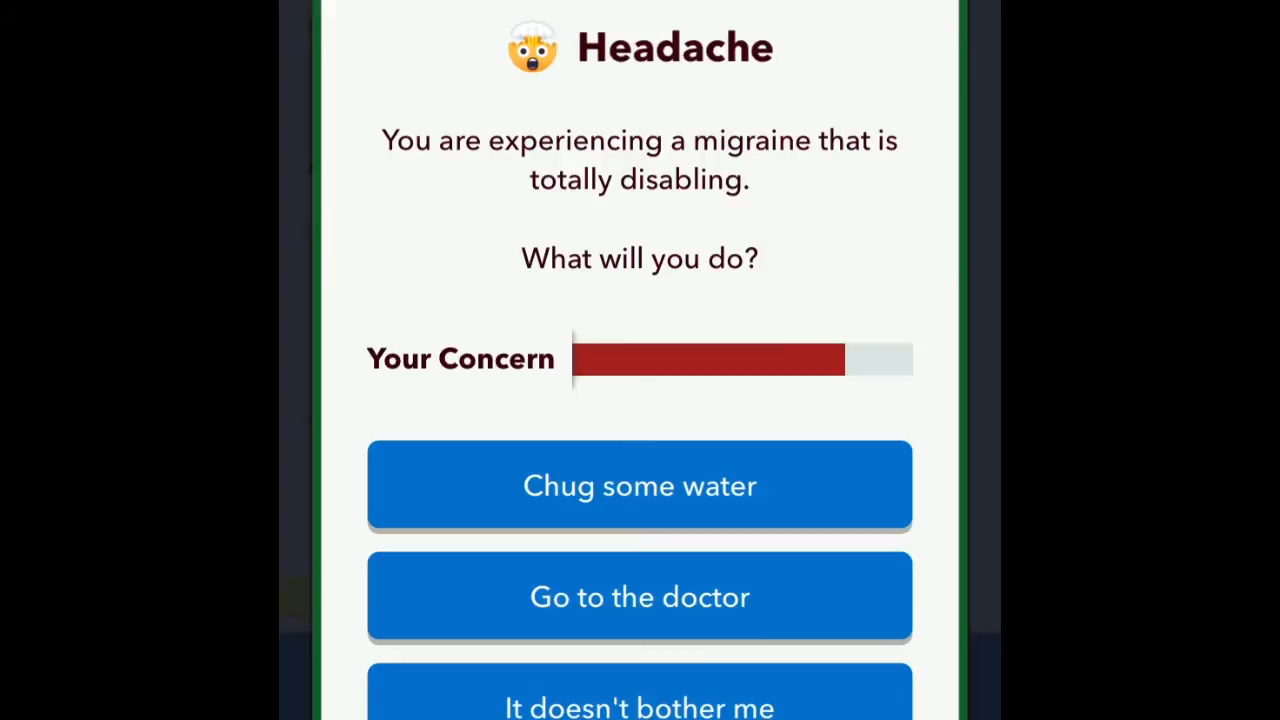 Headache
You are experiencing a migraine that is
totally disabling.
What will you do?
Your Concern
Chug some water
Go to the doctor
It doesn't bother me